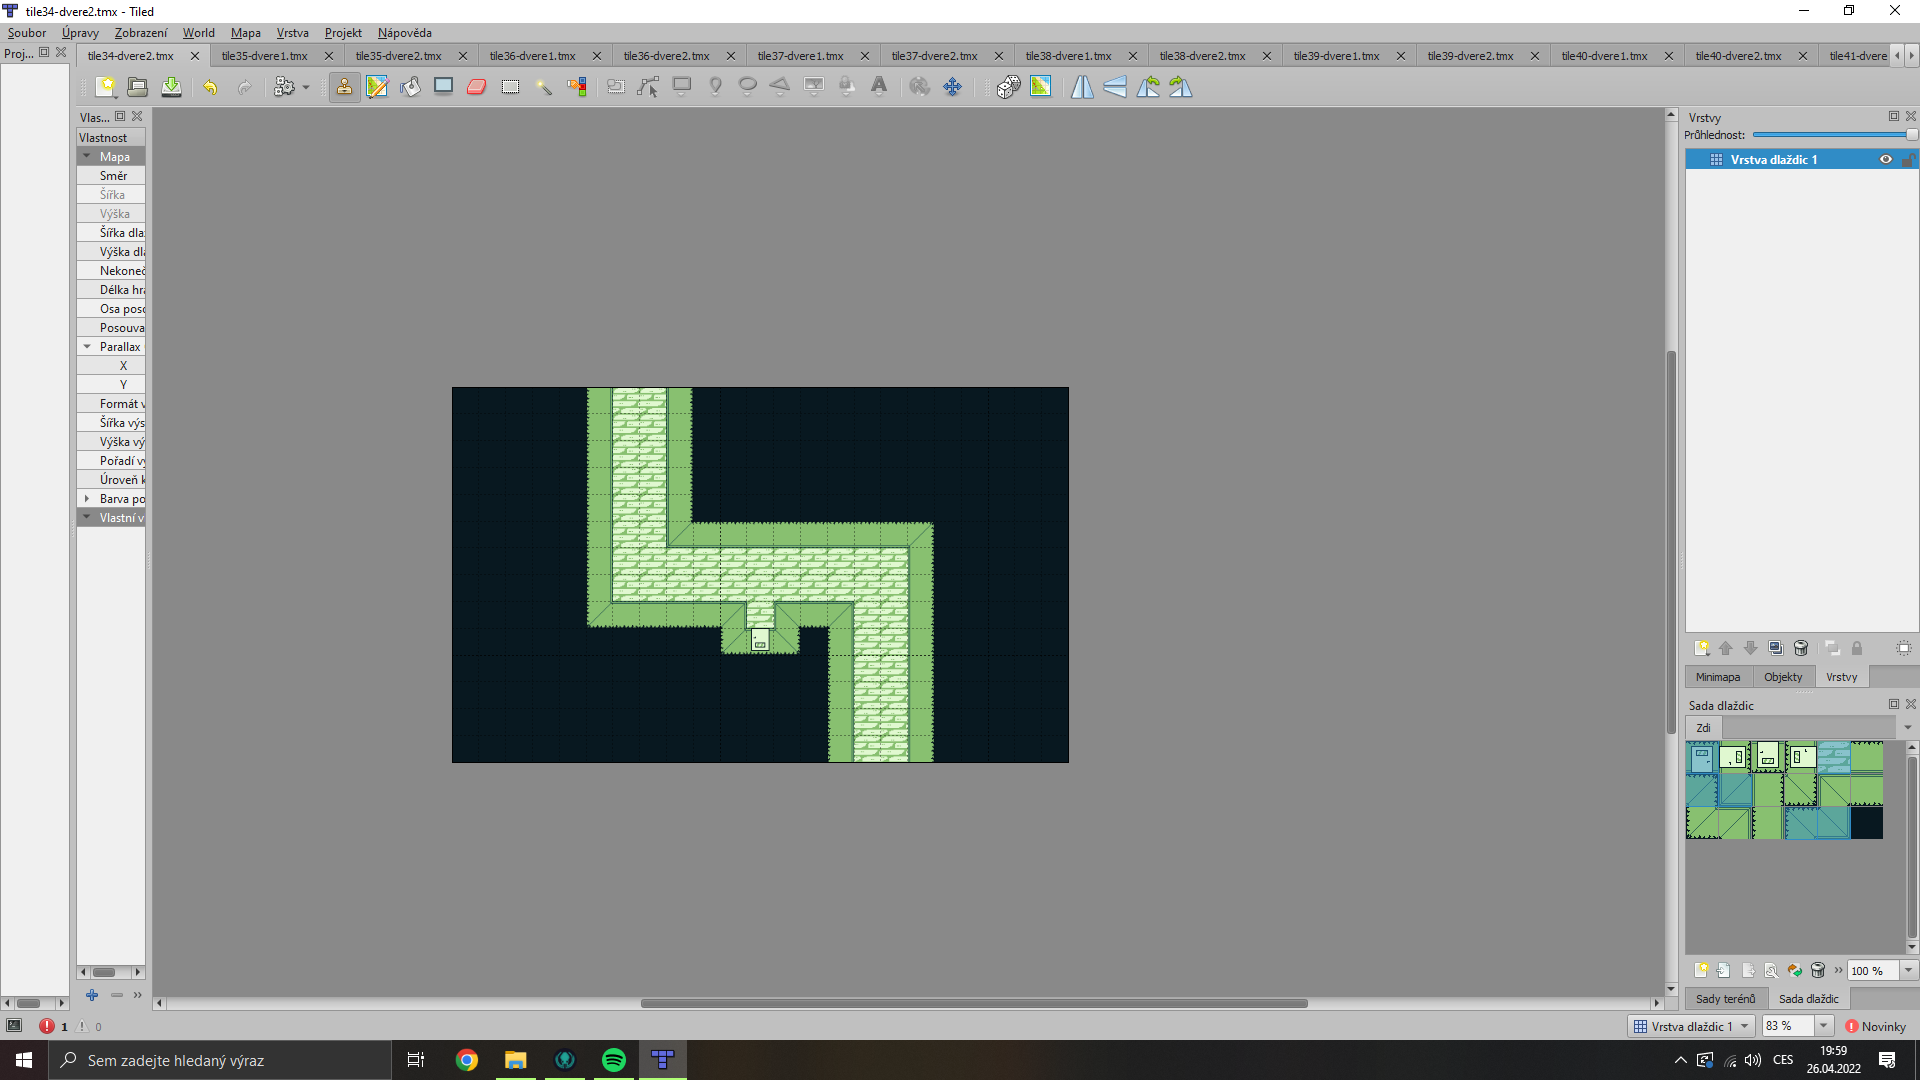 tile34-dvere2.tmx - Tiled
Soubor Úpravy Zobrazení World Mapa Vrstva Projekt Nápověda
Proj... tile34-dvere2.tmx tile35-dvere1.tmx tile35-dvere2.tmx tile36-dvere1.tmx tile36-dvere2.tmx tile37-dvere1.tmx tile37-dvere2.tmx tile38-dvere1.tmx tile38-dvere2.tmx tile39-dvere1.tmx tile39-dvere2.tmx tile40-dvere1.tmx tile40-dvere2.tmx tile41-dvere
Vlas...
Vlastnost
Mapa
Směr
Šířka
Výška
Šířka dla
Výška dl
Nekoneč
Délka hr
Osa poso
Posouva
Parallax
X
Y
Formát v
Šířka výs
Výška vý
Pořadí v
Úroveň k
Barva po
Vlastní v
Vrstvy
Průhlednost:
Vrstva dlaždic 1
Minimapa Objekty Vrstvy
Sada dlaždic
Zdi
100 %
Sady terénů Sada dlaždic
1 0
Vrstva dlaždic 1 83 % Novinky
Sem zadejte hledaný výraz
CES
19:59
26.04.2022